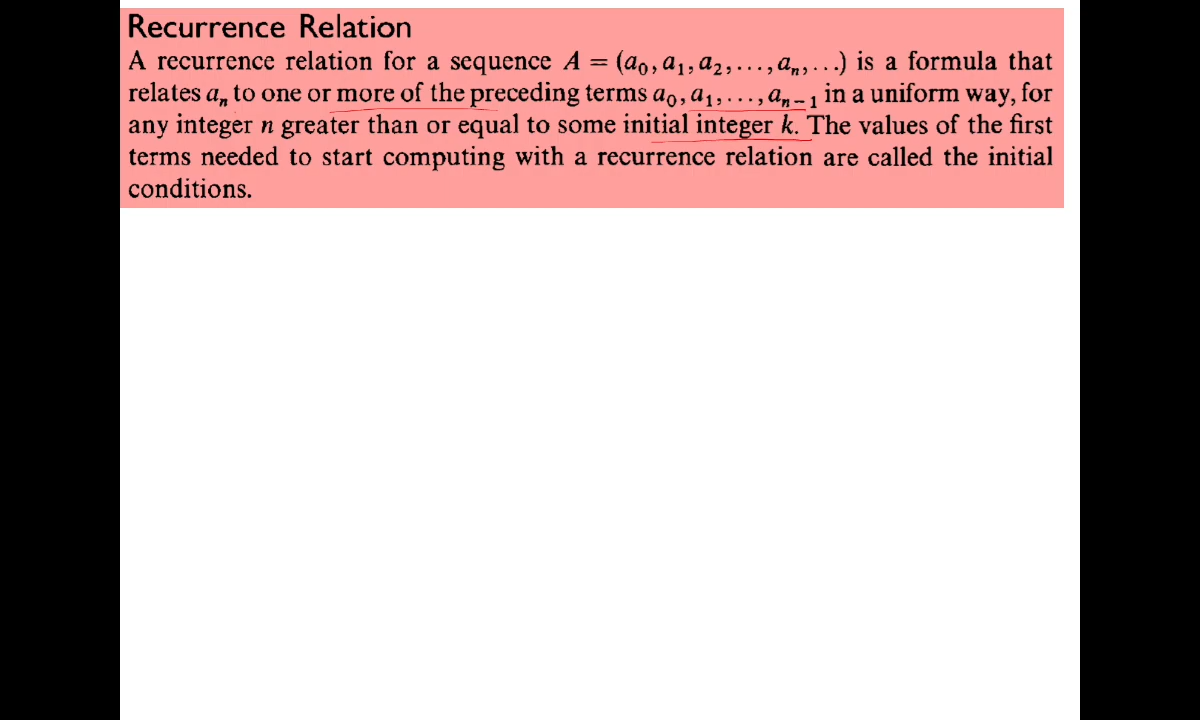 Recurrence Relation
A recurrence relation for a sequence A = (a₀, a₁, a₂, . . . , aₙ, . . .) is a formula that
relates aₙ to one or more of the preceding terms a₀, a₁, . . . , aₙ₋₁ in a uniform way, for
any integer n greater than or equal to some initial integer k. The values of the first
terms needed to start computing with a recurrence relation are called the initial
conditions.